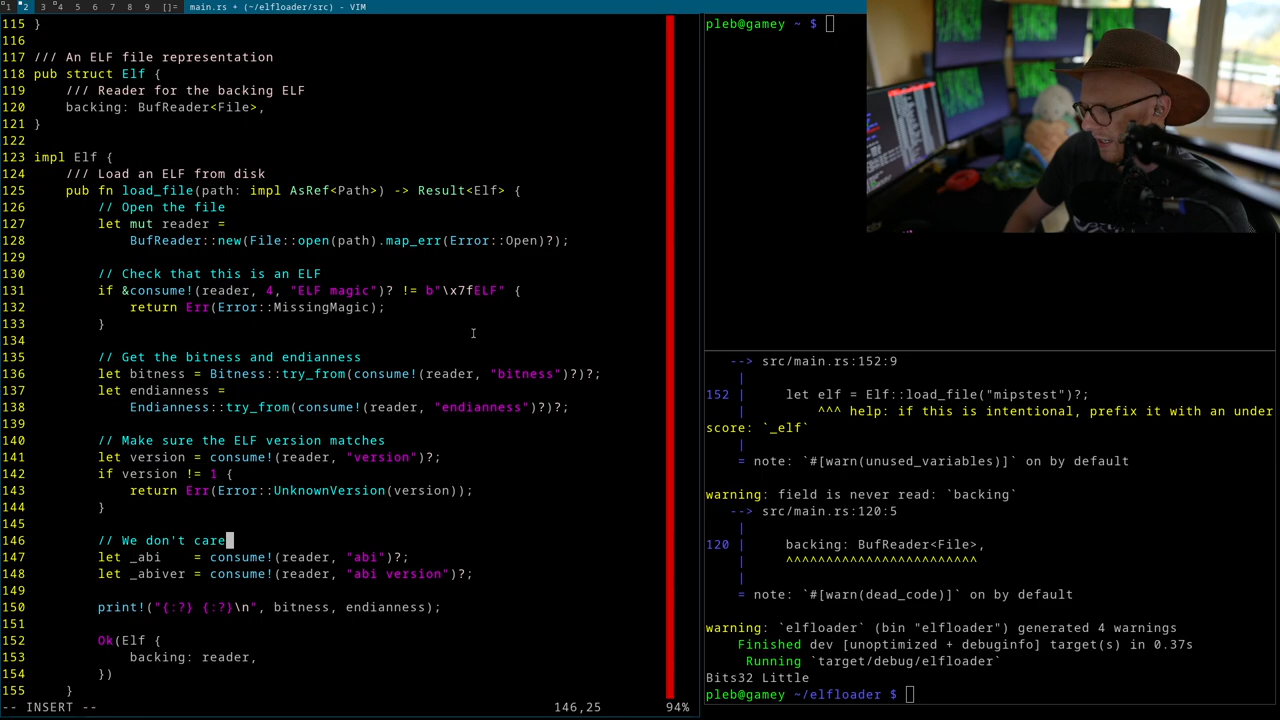 1 2 3 4 5 6 7 8 9 []= main.rs + (~/elfloader/src) - VIM
115 }
116
117 /// An ELF file representation
118 pub struct Elf {
119     /// Reader for the backing ELF
120     backing: BufReader<File>,
121 }
122
123 impl Elf {
124     /// Load an ELF from disk
125     pub fn load_file(path: impl AsRef<Path>) -> Result<Elf> {
126         // Open the file
127         let mut reader =
128             BufReader::new(File::open(path).map_err(Error::Open)?);
129
130         // Check that this is an ELF
131         if &consume!(reader, 4, "ELF magic")? != b"\x7fELF" {
132             return Err(Error::MissingMagic);
133         }
134
135         // Get the bitness and endianness
136         let bitness = Bitness::try_from(consume!(reader, "bitness")?)?;
137         let endianness =
138             Endianness::try_from(consume!(reader, "endianness")?)?;
139
140         // Make sure the ELF version matches
141         let version = consume!(reader, "version")?;
142         if version != 1 {
143             return Err(Error::UnknownVersion(version));
144         }
145
146         // We don't care
147         let _abi    = consume!(reader, "abi")?;
148         let _abiver = consume!(reader, "abi version")?;
149
150         print!("{:?} {:?}\n", bitness, endianness);
151
152         Ok(Elf {
153             backing: reader,
154         })
155     }
-- INSERT -- 146,25 94%
pleb@gamey ~ $
--> src/main.rs:152:9
|
152 |     let elf = Elf::load_file("mipstest")?;
|         ^^^ help: if this is intentional, prefix it with an under
score: `_elf`
|
= note: `#[warn(unused_variables)]` on by default
warning: field is never read: `backing`
--> src/main.rs:120:5
|
120 |     backing: BufReader<File>,
|     ^^^^^^^^^^^^^^^^^^^^^^^^
|
= note: `#[warn(dead_code)]` on by default
warning: `elfloader` (bin "elfloader") generated 4 warnings
Finished dev [unoptimized + debuginfo] target(s) in 0.37s
Running `target/debug/elfloader`
Bits32 Little
pleb@gamey ~/elfloader $